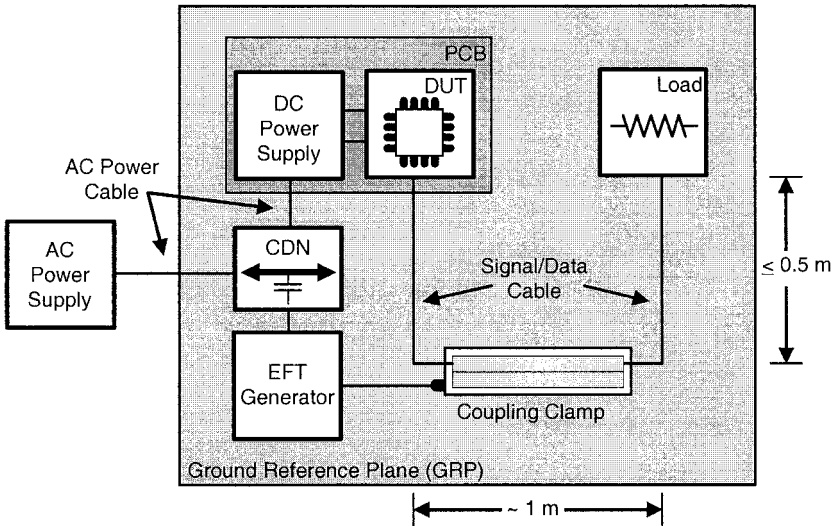 PCB
DC
Power
Supply
DUT
Load
AC Power
Cable
AC
Power
Supply
CDN
Signal/Data
Cable
≤ 0.5 m
EFT
Generator
Coupling Clamp
Ground Reference Plane (GRP)
~ 1 m